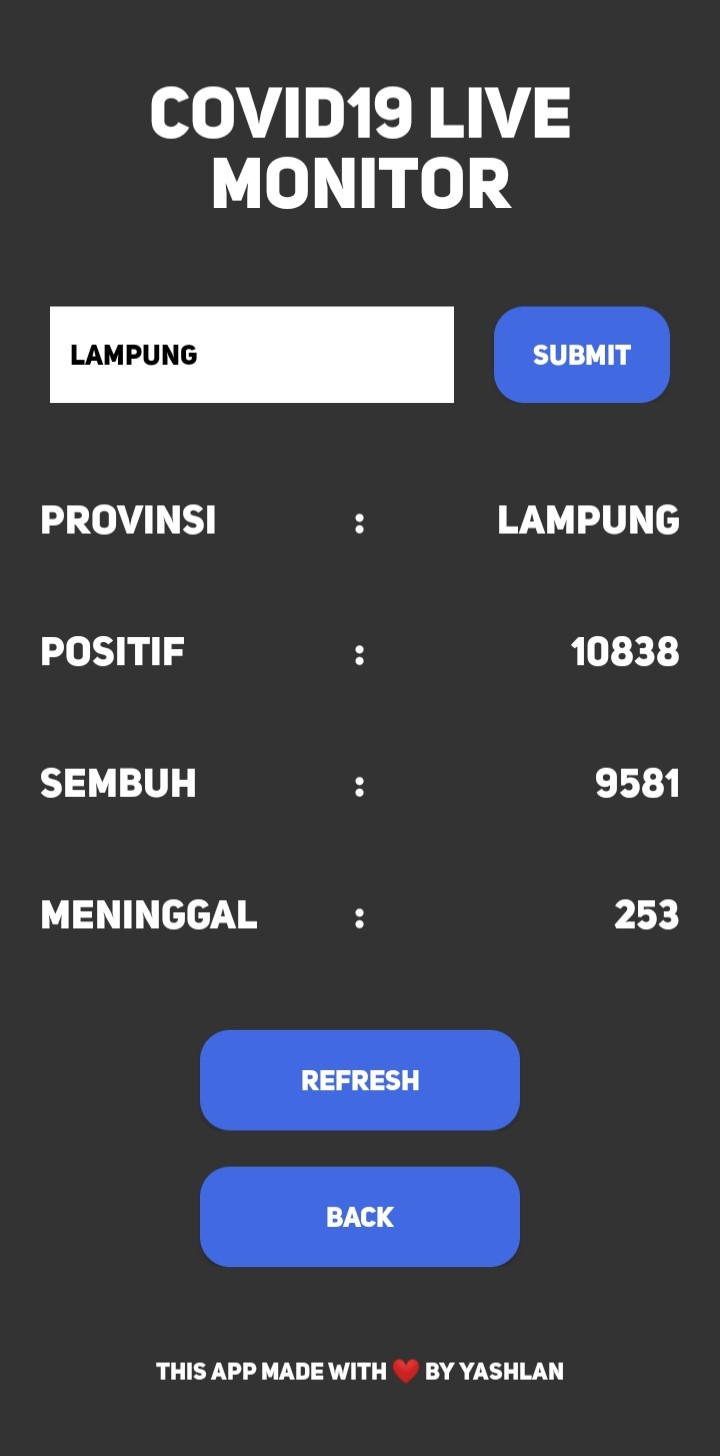 COVID19 LIVE
MONITOR
LAMPUNG
SUBMIT
PROVINSI : LAMPUNG
POSITIF : 10838
SEMBUH : 9581
MENINGGAL : 253
REFRESH
BACK
THIS APP MADE WITH ❤️ BY YASHLAN